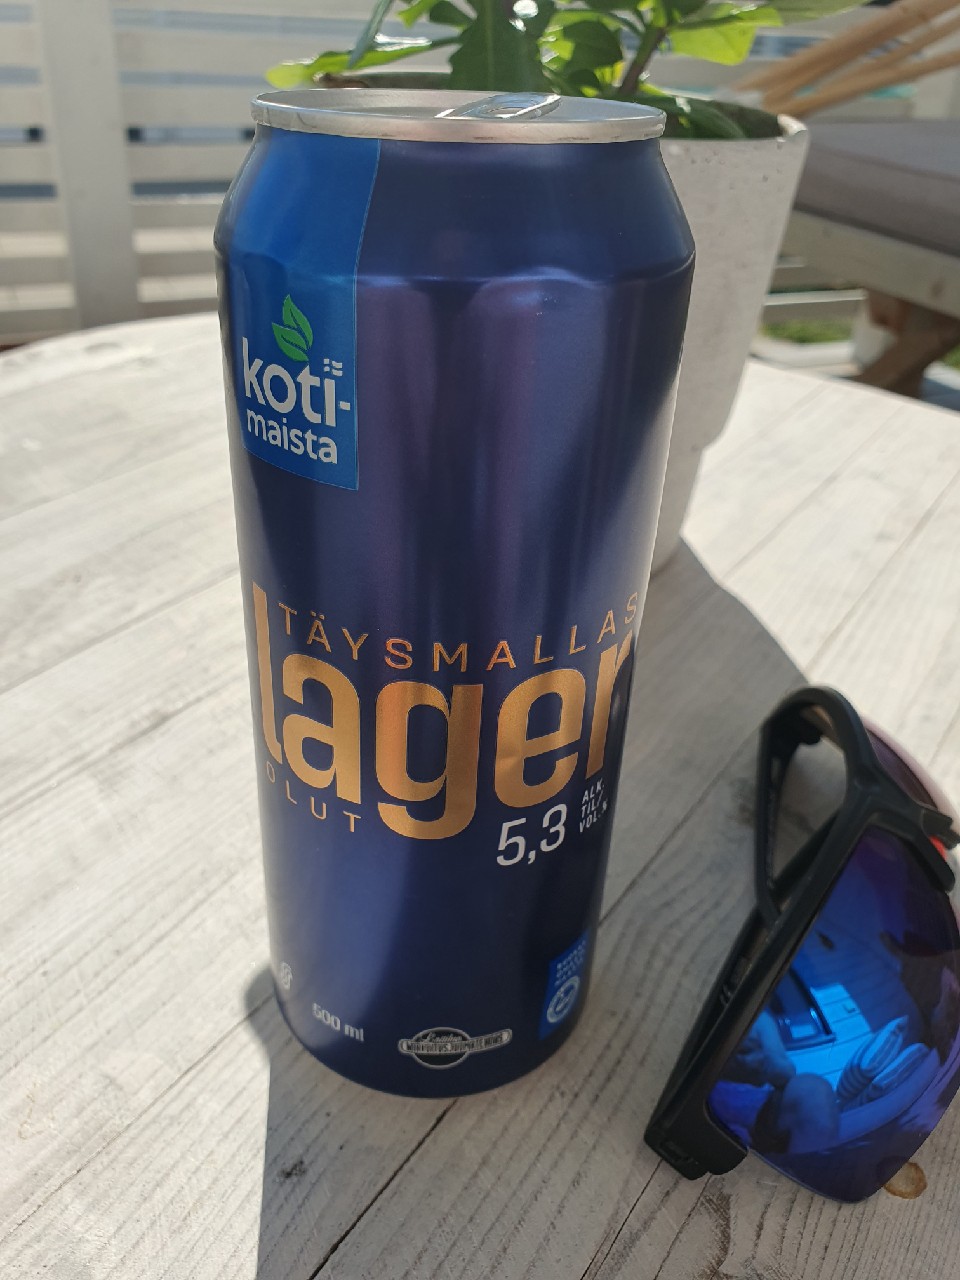 koti-
maista
TÄYSMALLAS
lager
OLUT
5,3
ALK.
TIL/
VOL.%
500 ml